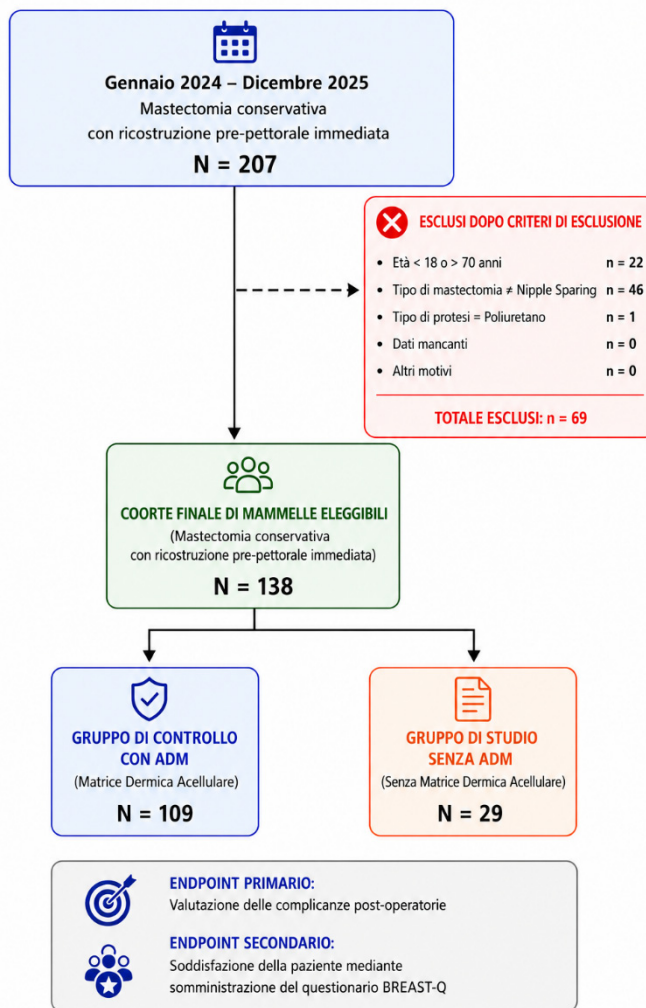 Gennaio 2024 – Dicembre 2025
Mastectomia conservativa
con ricostruzione pre-pettorale immediata
N = 207
ESCLUSI DOPO CRITERI DI ESCLUSIONE
• Età < 18 o > 70 anni n = 22
• Tipo di mastectomia ≠ Nipple Sparing n = 46
• Tipo di protesi = Poliuretano n = 1
• Dati mancanti n = 0
• Altri motivi n = 0
TOTALE ESCLUSI: n = 69
COORTE FINALE DI MAMMELLE ELEGGIBILI
(Mastectomia conservativa
con ricostruzione pre-pettorale immediata)
N = 138
GRUPPO DI CONTROLLO
CON ADM
(Matrice Dermica Acellulare)
N = 109
GRUPPO DI STUDIO
SENZA ADM
(Senza Matrice Dermica Acellulare)
N = 29
ENDPOINT PRIMARIO:
Valutazione delle complicanze post-operatorie
ENDPOINT SECONDARIO:
Soddisfazione della paziente mediante
somministrazione del questionario BREAST-Q